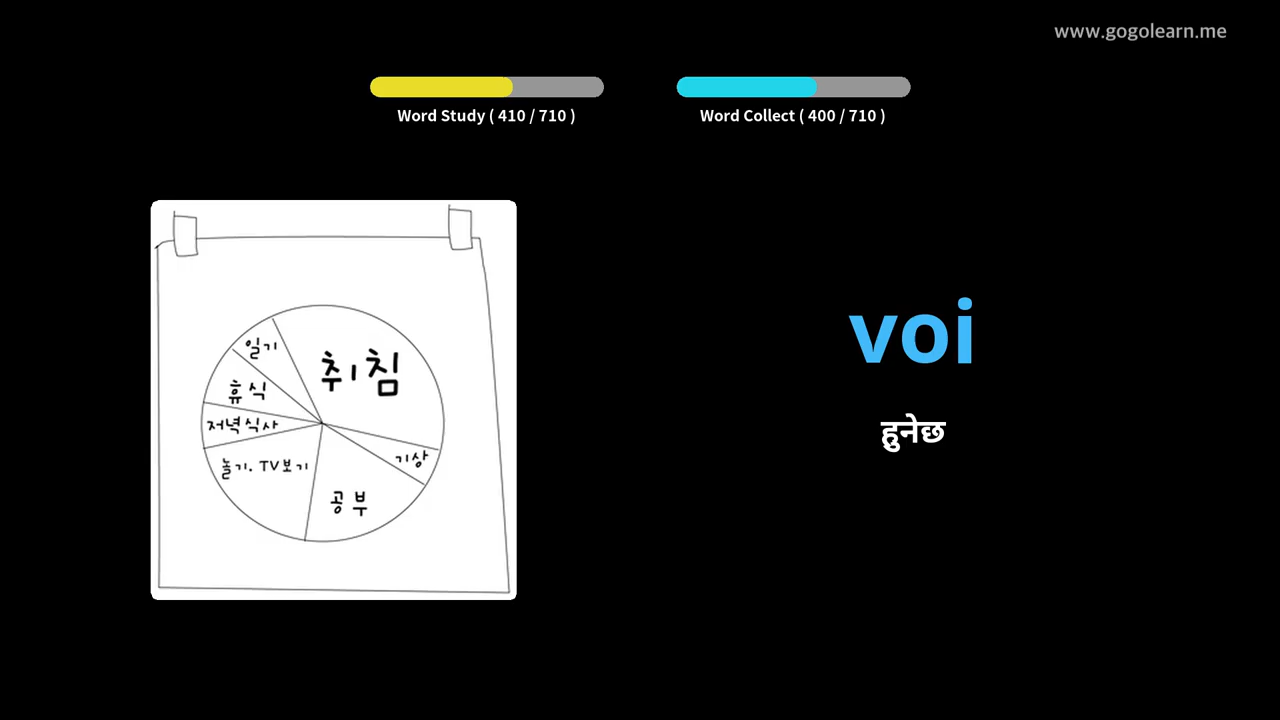 www.gogolearn.me
Word Study ( 410 / 710 )
Word Collect ( 400 / 710 )
일기
취침
휴식
저녁식사
놀기. TV보기
기상
공부
voi
हुनेछ